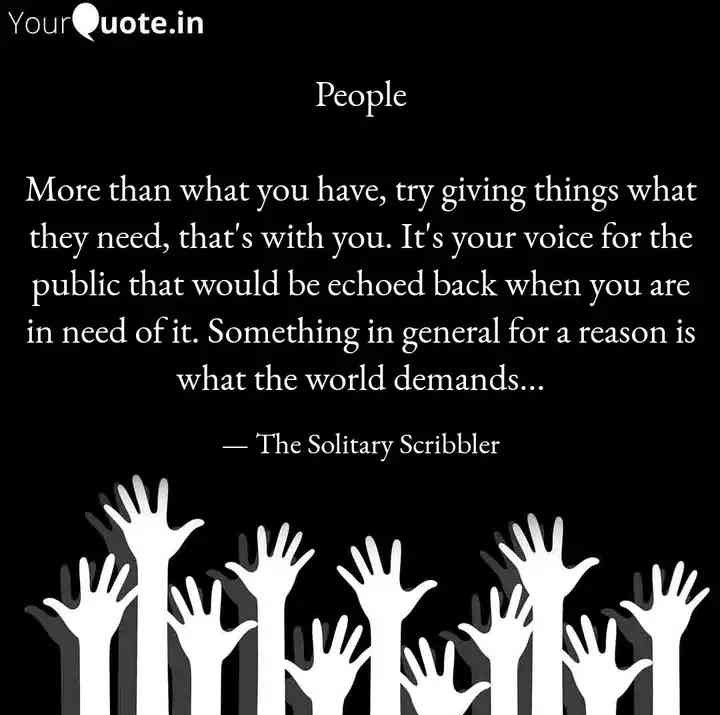 YourQuote.in
People
More than what you have, try giving things what
they need, that's with you. It's your voice for the
public that would be echoed back when you are
in need of it. Something in general for a reason is
what the world demands...
— The Solitary Scribbler